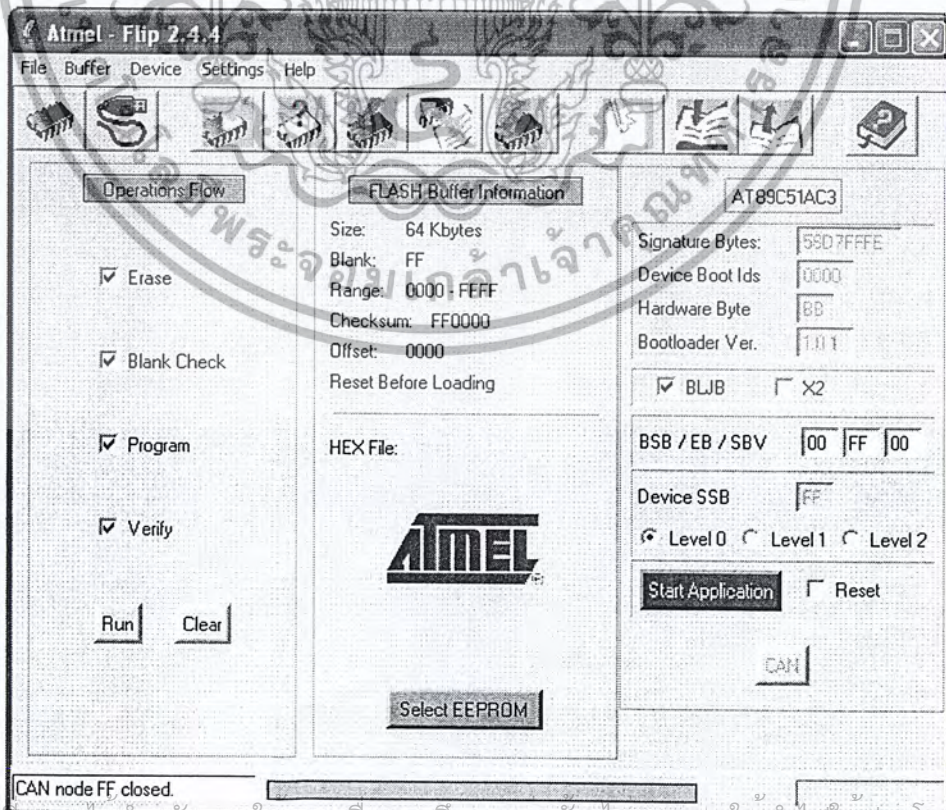 Atmel - Flip 2.4.4
File Buffer Device Settings Help
Operations Flow
Erase
Blank Check
Program
Verify
Run Clear
FLASH Buffer Information
Size: 64 Kbytes
Blank: FF
Range: 0000 - FFFF
Checksum: FF0000
Offset: 0000
Reset Before Loading
HEX File:
ATMEL
Select EEPROM
AT89C51AC3
Signature Bytes: 58D7FFFE
Device Boot Ids 0000
Hardware Byte BB
Bootloader Ver. 1.0.1
BLJB X2
BSB / EB / SBV 00 FF 00
Device SSB FF
Level 0 Level 1 Level 2
Start Application Reset
CAN
CAN node FF closed.